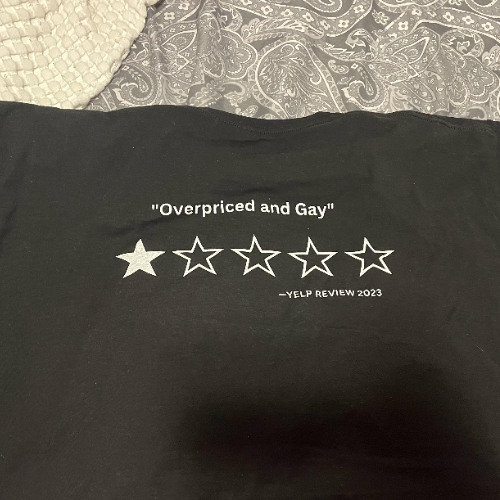 "Overpriced and Gay"
—YELP REVIEW 2023